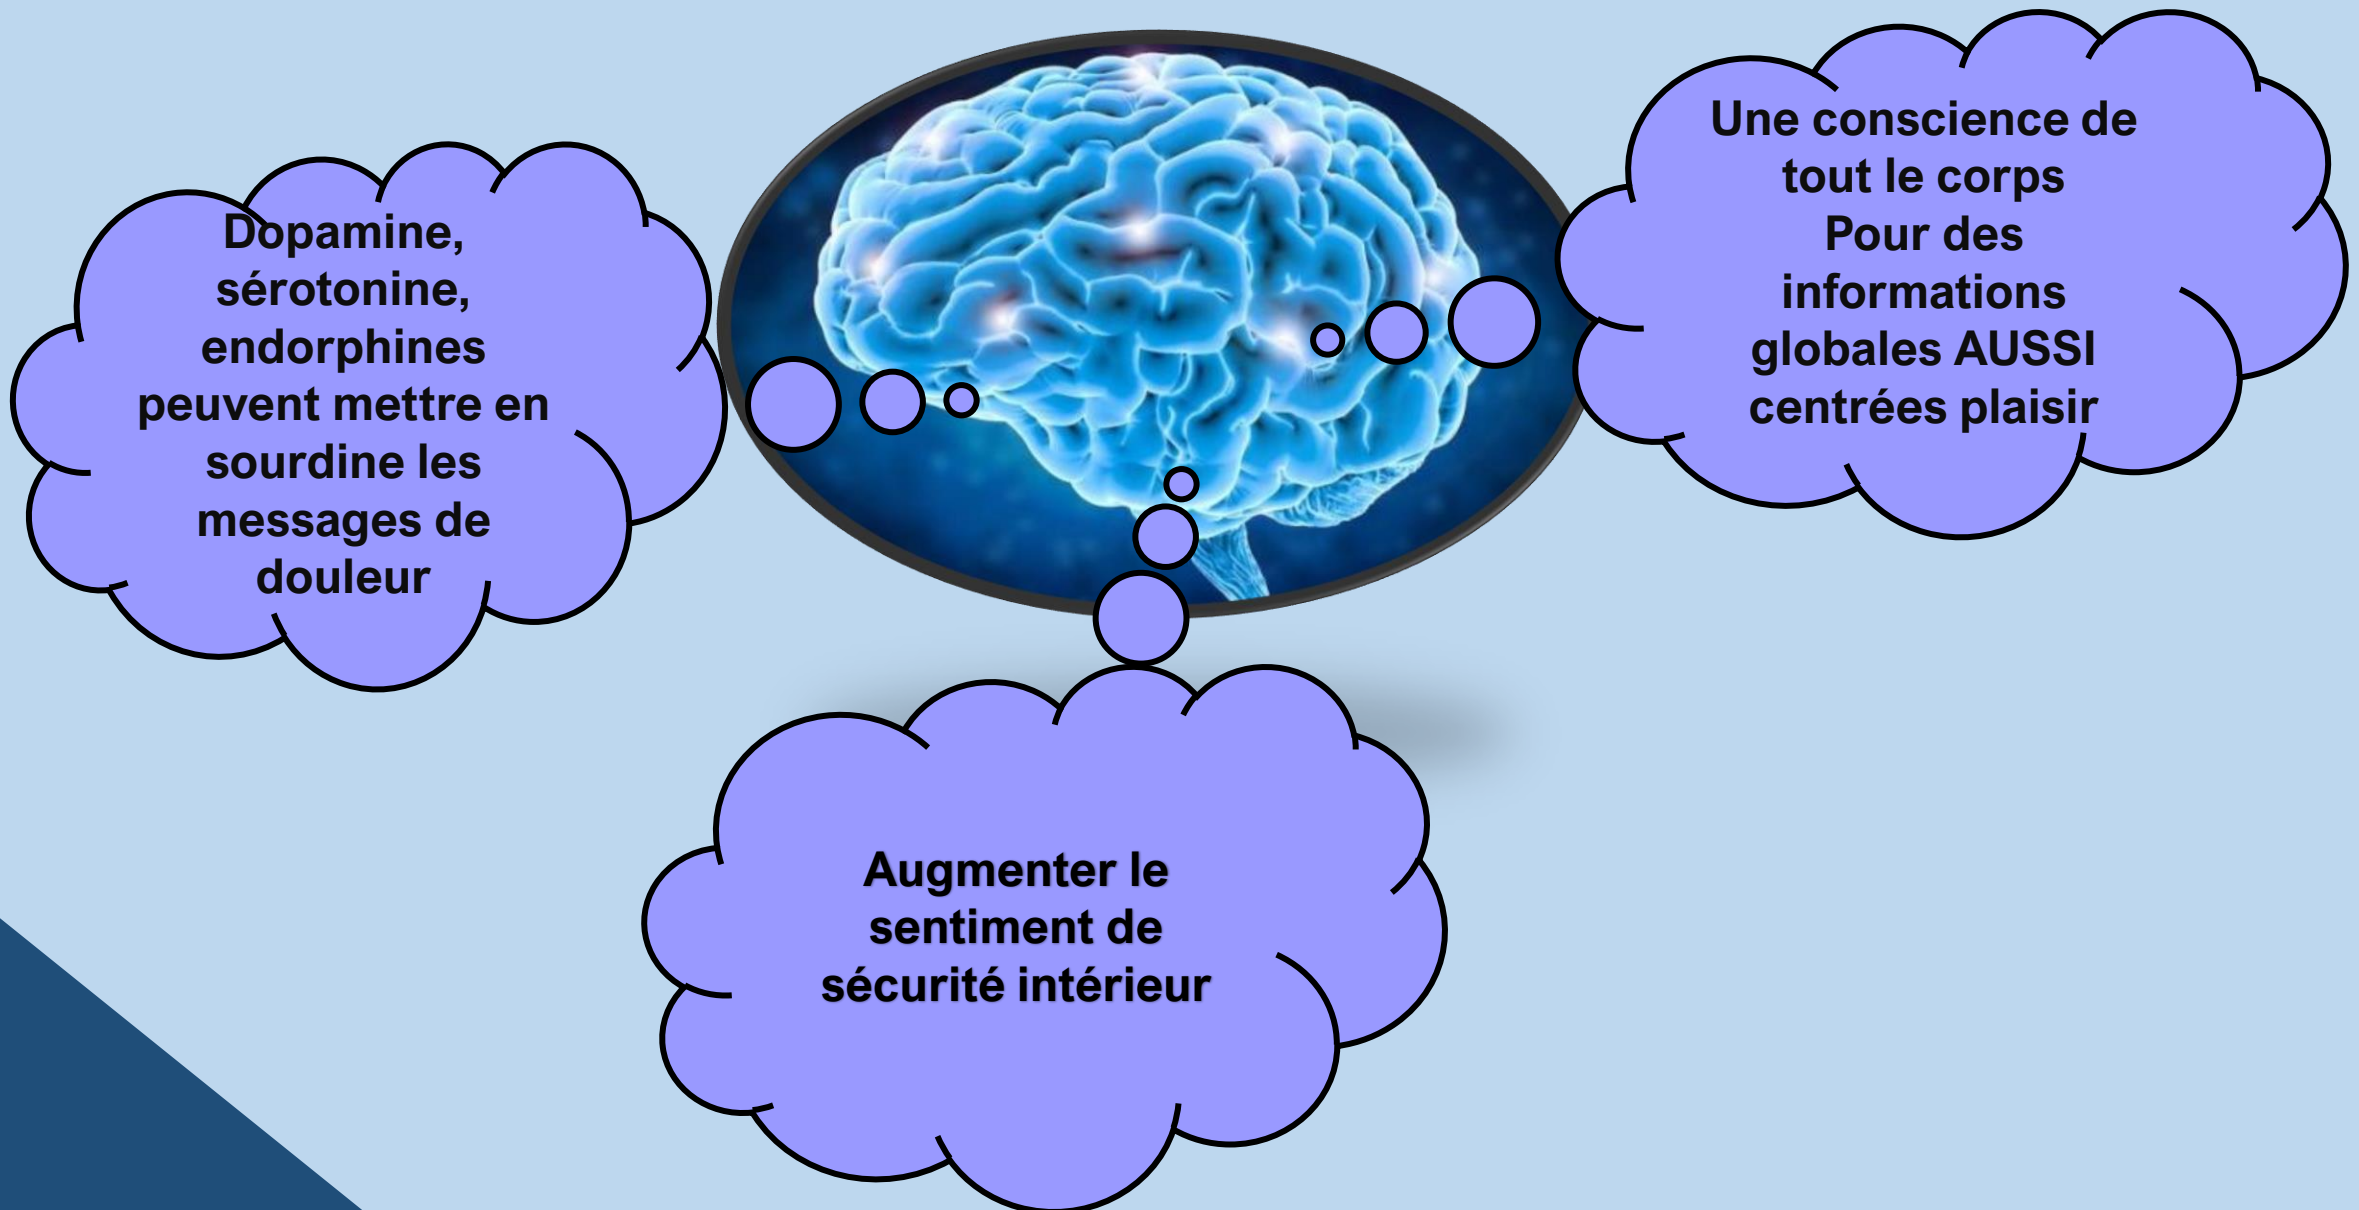 Dopamine,
sérotonine,
endorphines
peuvent mettre en
sourdine les
messages de
douleur
Une conscience de
tout le corps
Pour des
informations
globales AUSSI
centrées plaisir
Augmenter le
sentiment de
sécurité intérieur